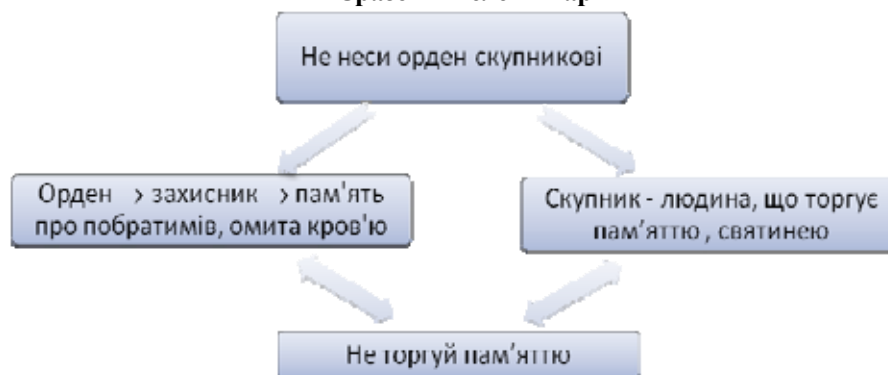 Не неси орден скупникові
Орден > захисник > пам'ять
про побратимів, омита кров'ю
Скупник - людина, що торгує
пам'яттю , святинею
Не торгуй пам'яттю